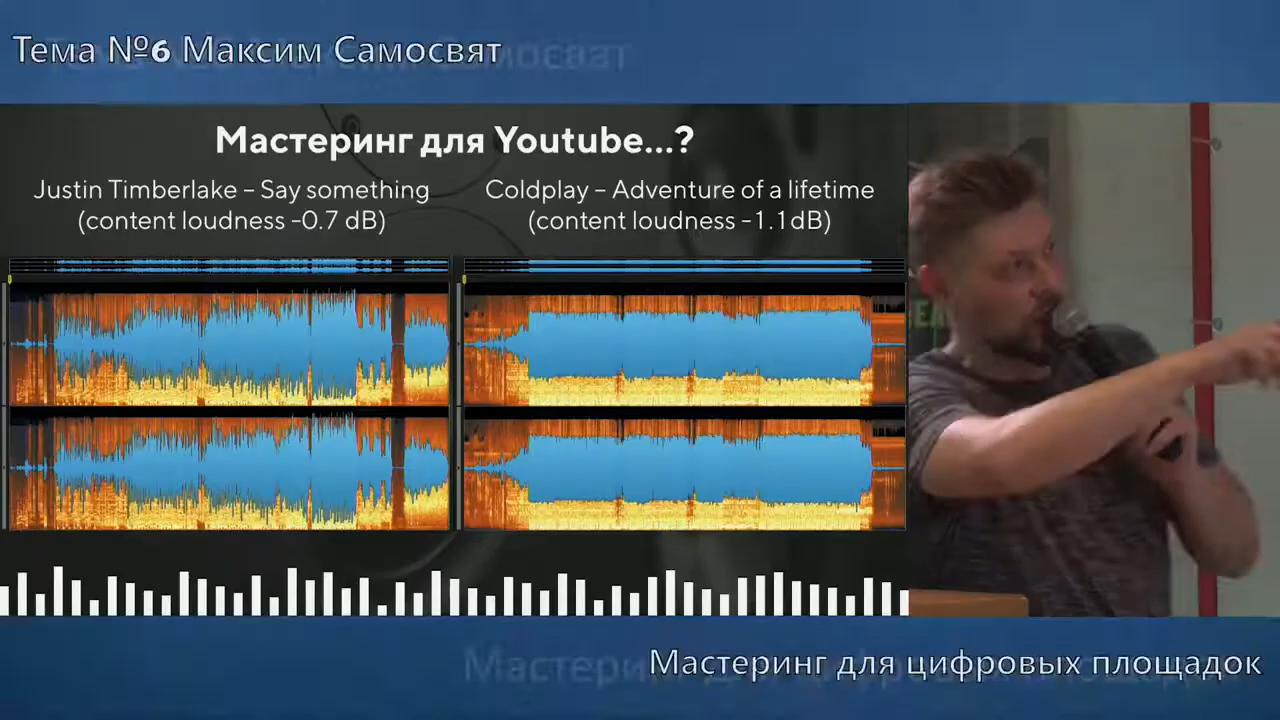 Тема №6 Максим Самосвят
Мастеринг для Youtube...?
Justin Timberlake – Say something
(content loudness -0.7 dB)
Coldplay – Adventure of a lifetime
(content loudness -1.1dB)
Мастеринг для цифровых площадок